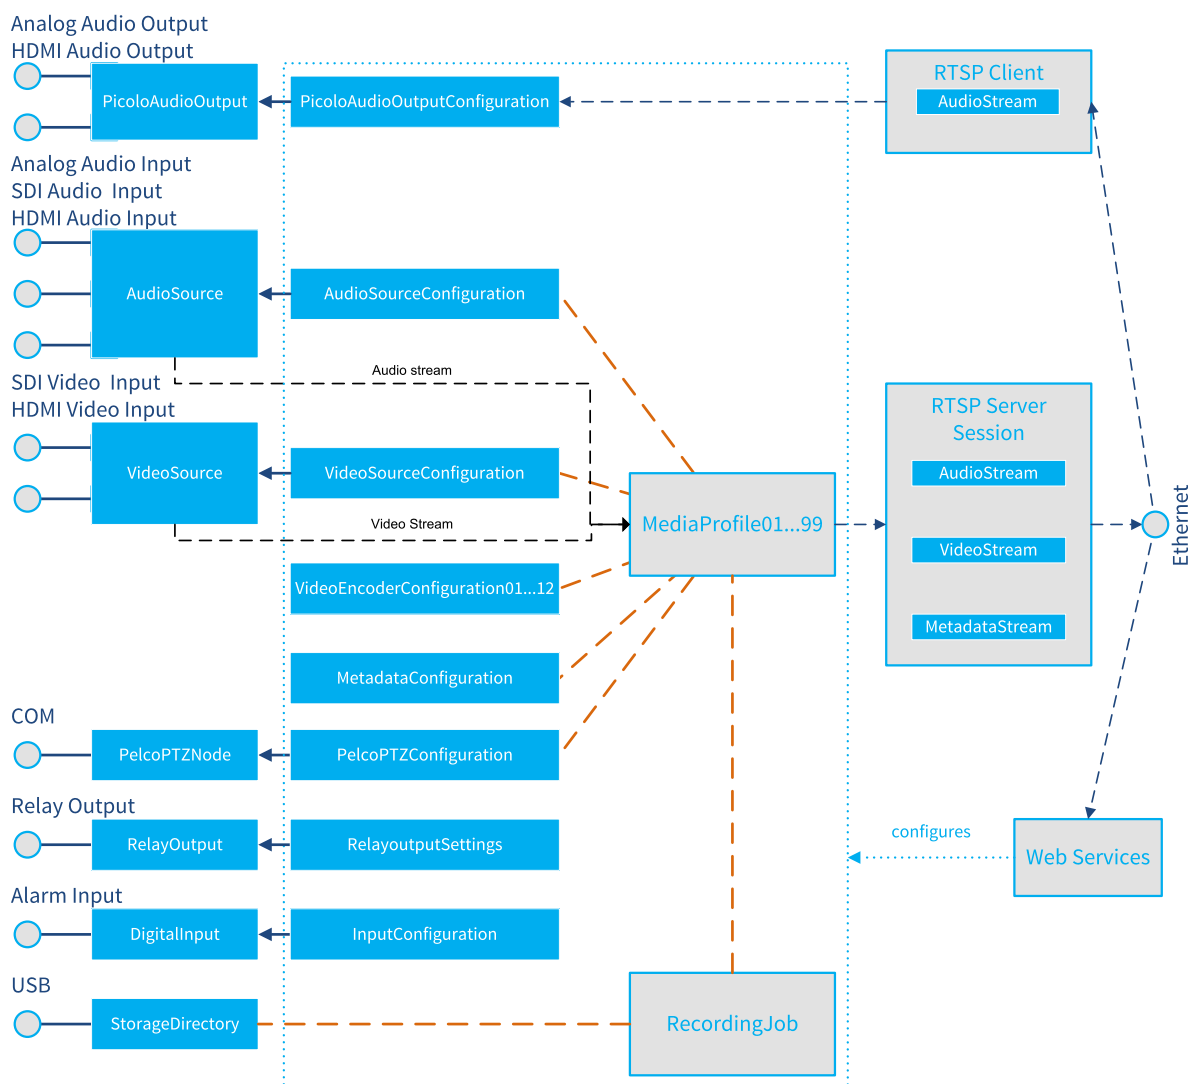 Analog Audio Output
HDMI Audio Output
PicoloAudioOutput
PicoloAudioOutputConfiguration
RTSP Client
AudioStream
Analog Audio Input
SDI Audio  Input
HDMI Audio Input
AudioSource
AudioSourceConfiguration
Audio stream
SDI Video  Input
HDMI Video Input
VideoSource
VideoSourceConfiguration
Video Stream
MediaProfile01...99
RTSP Server
Session
AudioStream
VideoStream
MetadataStream
Ethernet
VideoEncoderConfiguration01...12
MetadataConfiguration
COM
PelcoPTZNode
PelcoPTZConfiguration
Relay Output
RelayOutput
RelayoutputSettings
configures
Web Services
Alarm Input
DigitalInput
InputConfiguration
USB
StorageDirectory
RecordingJob